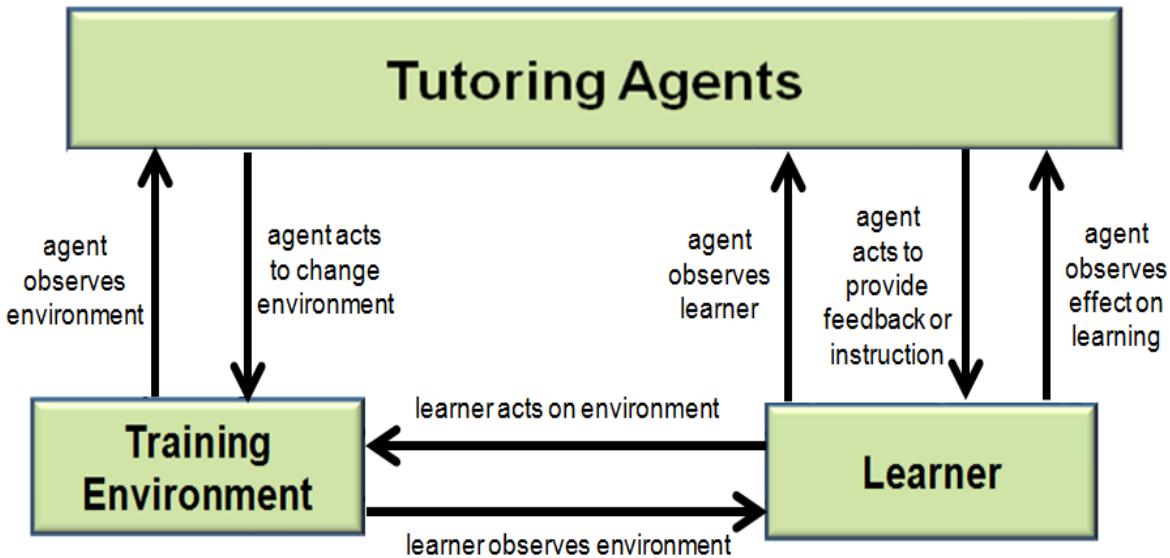 Tutoring Agents
agent
observes
environment
agent acts
to change
environment
agent
observes
learner
agent
acts to
provide
feedback or
instruction
agent
observes
effect on
learning
learner acts on environment
Training
Environment
Learner
learner observes environment